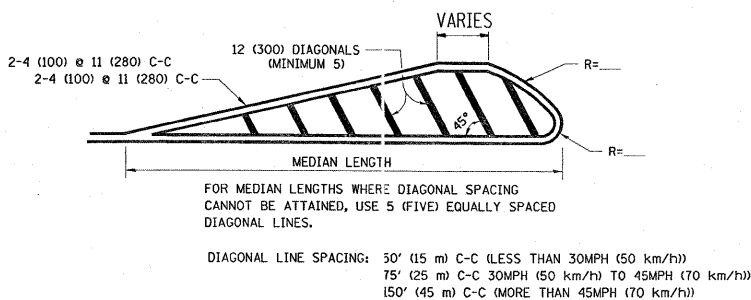 VARIES
12 (300) DIAGONALS
(MINIMUM 5)
2-4 (100) @ 11 (280) C-C
2-4 (100) @ 11 (280) C-C
R=___
45°
R=___
MEDIAN LENGTH
FOR MEDIAN LENGTHS WHERE DIAGONAL SPACING
CANNOT BE ATTAINED, USE 5 (FIVE) EQUALLY SPACED
DIAGONAL LINES.
DIAGONAL LINE SPACING: 50' (15 m) C-C (LESS THAN 30MPH (50 km/h))
75' (25 m) C-C 30MPH (50 km/h) TO 45MPH (70 km/h))
150' (45 m) C-C (MORE THAN 45MPH (70 km/h))